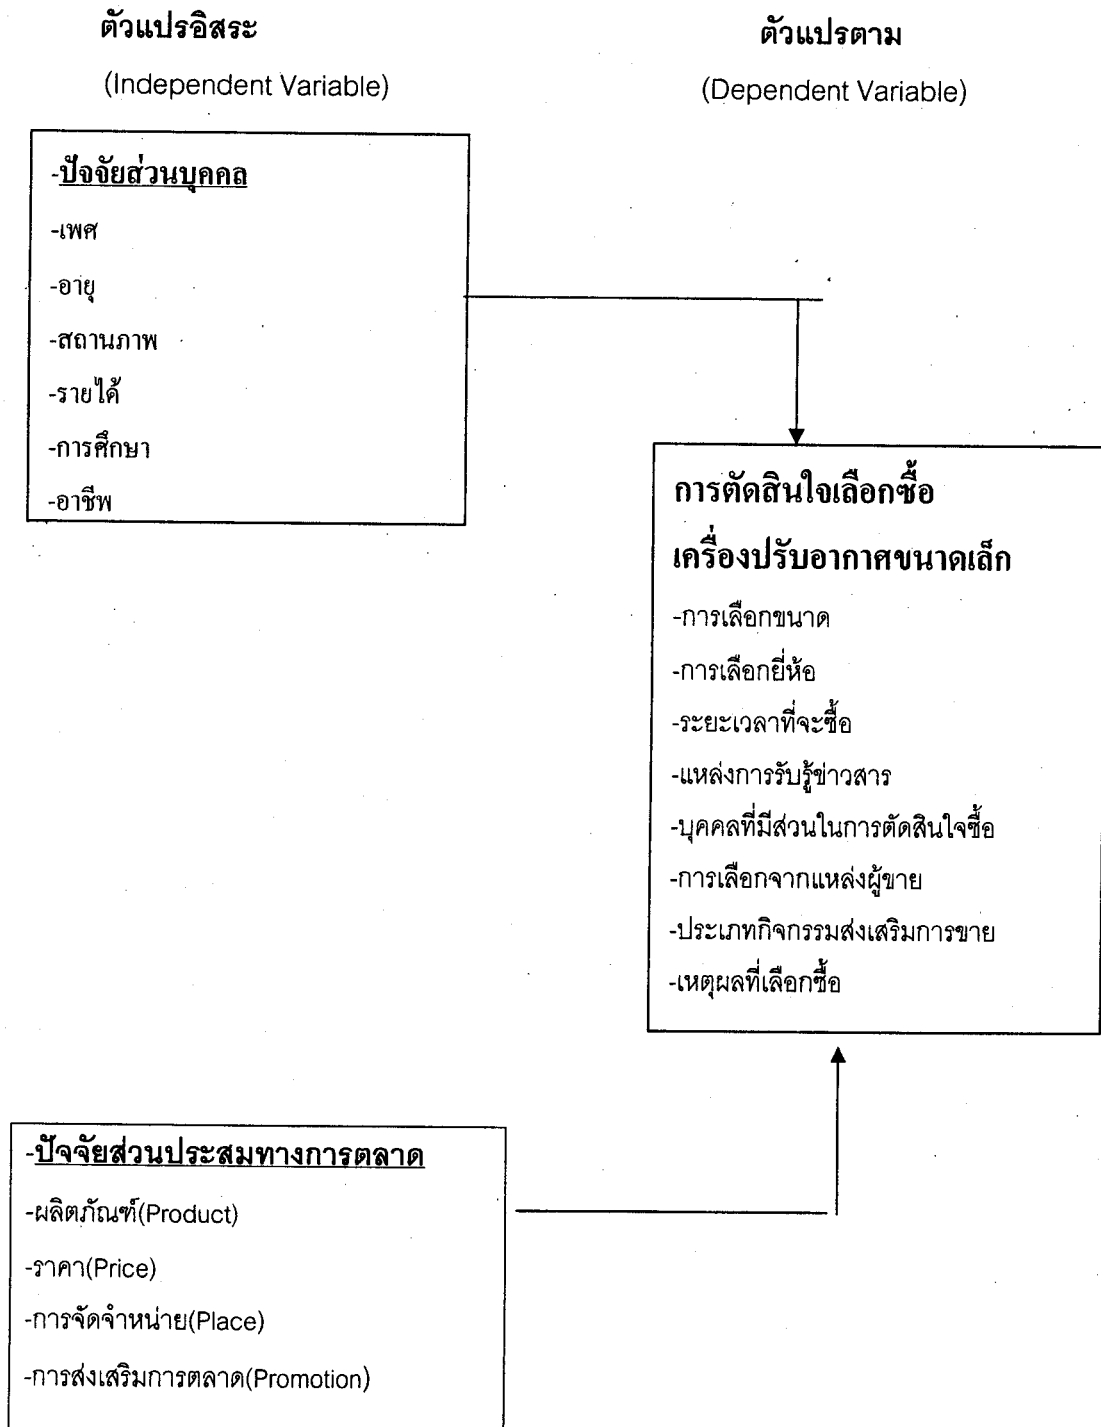 ตัวแปรอิสระ
(Independent Variable)
ตัวแปรตาม
(Dependent Variable)
-ปัจจัยส่วนบุคคล
-เพศ
-อายุ
-สถานภาพ
-รายได้
-การศึกษา
-อาชีพ
การตัดสินใจเลือกซื้อ
เครื่องปรับอากาศขนาดเล็ก
-การเลือกขนาด
-การเลือกยี่ห้อ
-ระยะเวลาที่จะซื้อ
-แหล่งการรับรู้ข่าวสาร
-บุคคลที่มีส่วนในการตัดสินใจซื้อ
-การเลือกจากแหล่งผู้ขาย
-ประเภทกิจกรรมส่งเสริมการขาย
-เหตุผลที่เลือกซื้อ
-ปัจจัยส่วนประสมทางการตลาด
-ผลิตภัณฑ์(Product)
-ราคา(Price)
-การจัดจำหน่าย(Place)
-การส่งเสริมการตลาด(Promotion)